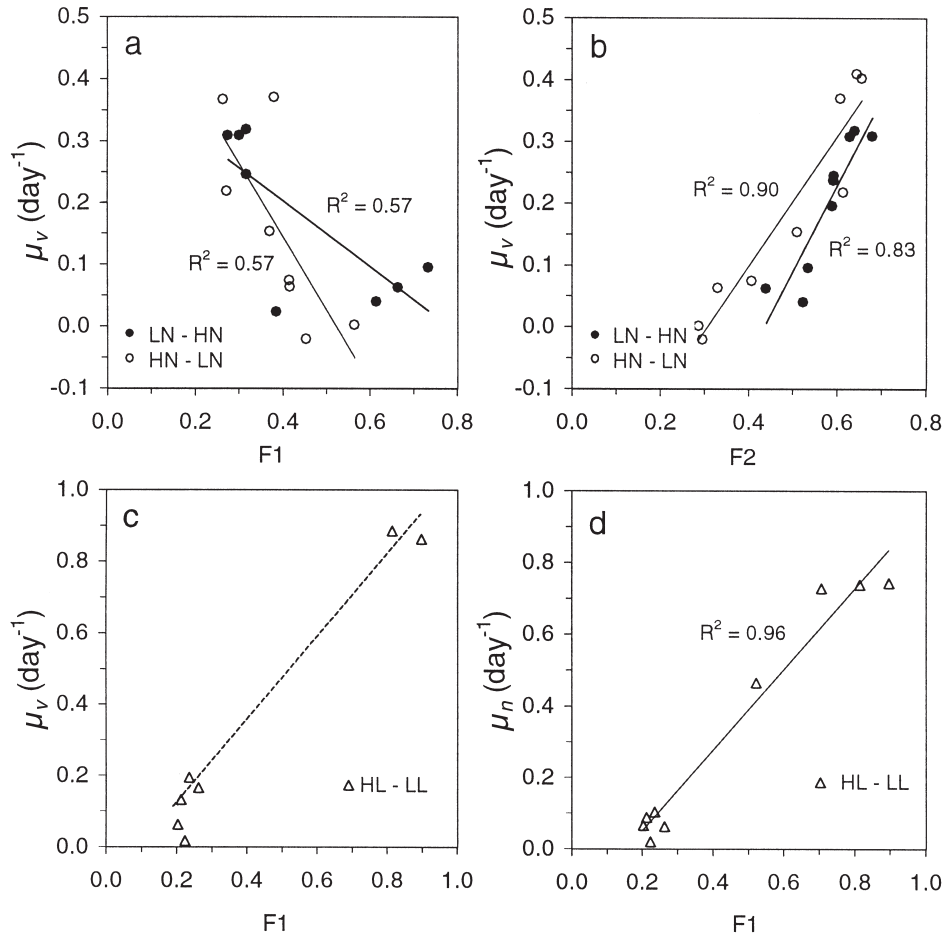 a
0.5
0.4
0.3
0.2
0.1
0.0
-0.1
μv (day-1)
R2 = 0.57
R2 = 0.57
LN - HN
HN - LN
0.0 0.2 0.4 0.6 0.8
F1
b
0.5
0.4
0.3
0.2
0.1
0.0
-0.1
μv (day-1)
R2 = 0.90
R2 = 0.83
LN - HN
HN - LN
0.0 0.2 0.4 0.6 0.8
F2
c
1.0
0.8
0.6
0.4
0.2
0.0
μv (day-1)
HL - LL
0.0 0.2 0.4 0.6 0.8 1.0
F1
d
1.0
0.8
0.6
0.4
0.2
0.0
μn (day-1)
R2 = 0.96
HL - LL
0.0 0.2 0.4 0.6 0.8 1.0
F1